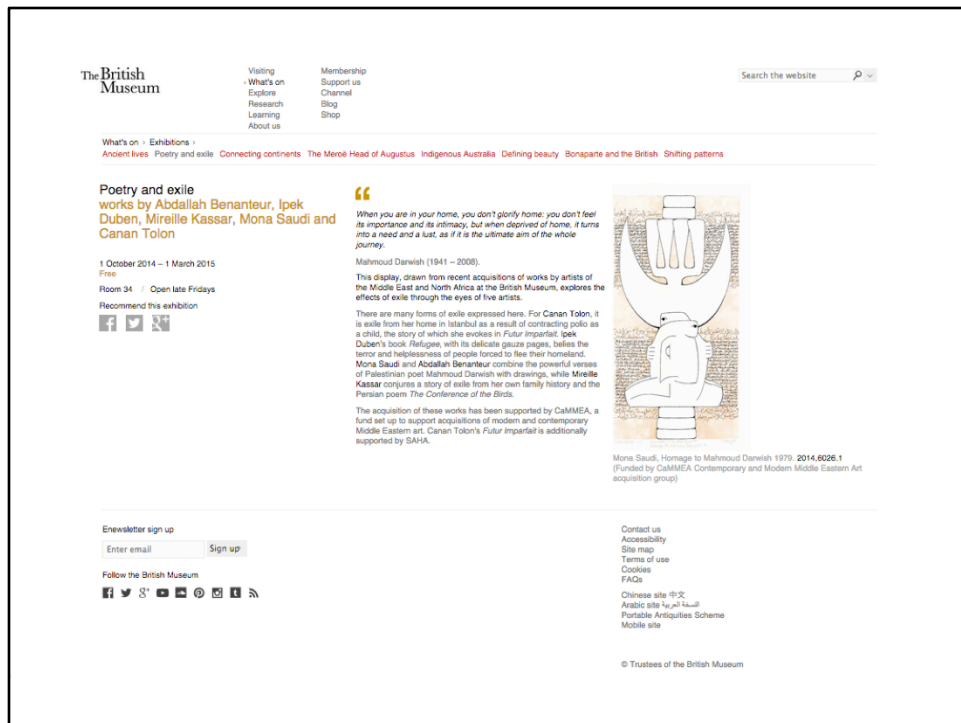 The British
Museum
Visiting
› What's on
Explore
Research
Learning
About us
Membership
Support us
Channel
Blog
Shop
Search the website
What's on › Exhibitions ›
Ancient lives Poetry and exile Connecting continents The Meroë Head of Augustus Indigenous Australia Defining beauty Bonaparte and the British Shifting patterns
Poetry and exile
works by Abdallah Benanteur, Ipek
Duben, Mireille Kassar, Mona Saudi and
Canan Tolon
1 October 2014 – 1 March 2015
Free
Room 34 / Open late Fridays
Recommend this exhibition
“
When you are in your home, you don't glorify home: you don't feel
its importance and its intimacy, but when deprived of home, it turns
into a need and a lust, as if it is the ultimate aim of the whole
journey.
Mahmoud Darwish (1941 – 2008).
This display, drawn from recent acquisitions of works by artists of
the Middle East and North Africa at the British Museum, explores the
effects of exile through the eyes of five artists.
There are many forms of exile expressed here. For Canan Tolon, it
is exile from her home in Istanbul as a result of contracting polio as
a child, the story of which she evokes in Futur Imparfait. Ipek
Duben's book Refugee, with its delicate gauze pages, belies the
terror and helplessness of people forced to flee their homeland.
Mona Saudi and Abdallah Benanteur combine the powerful verses
of Palestinian poet Mahmoud Darwish with drawings, while Mireille
Kassar conjures a story of exile from her own family history and the
Persian poem The Conference of the Birds.
The acquisition of these works has been supported by CaMMEA, a
fund set up to support acquisitions of modern and contemporary
Middle Eastern art. Canan Tolon's Futur Imparfait is additionally
supported by SAHA.
Mona Saudi, Homage to Mahmoud Darwish 1979. 2014,6026.1
(Funded by CaMMEA Contemporary and Modern Middle Eastern Art
acquisition group)
Enewsletter sign up
Enter email
Sign up
Follow the British Museum
Contact us
Accessibility
Site map
Terms of use
Cookies
FAQs
Chinese site 中文
Arabic site النسخة العربية
Portable Antiquities Scheme
Mobile site
© Trustees of the British Museum